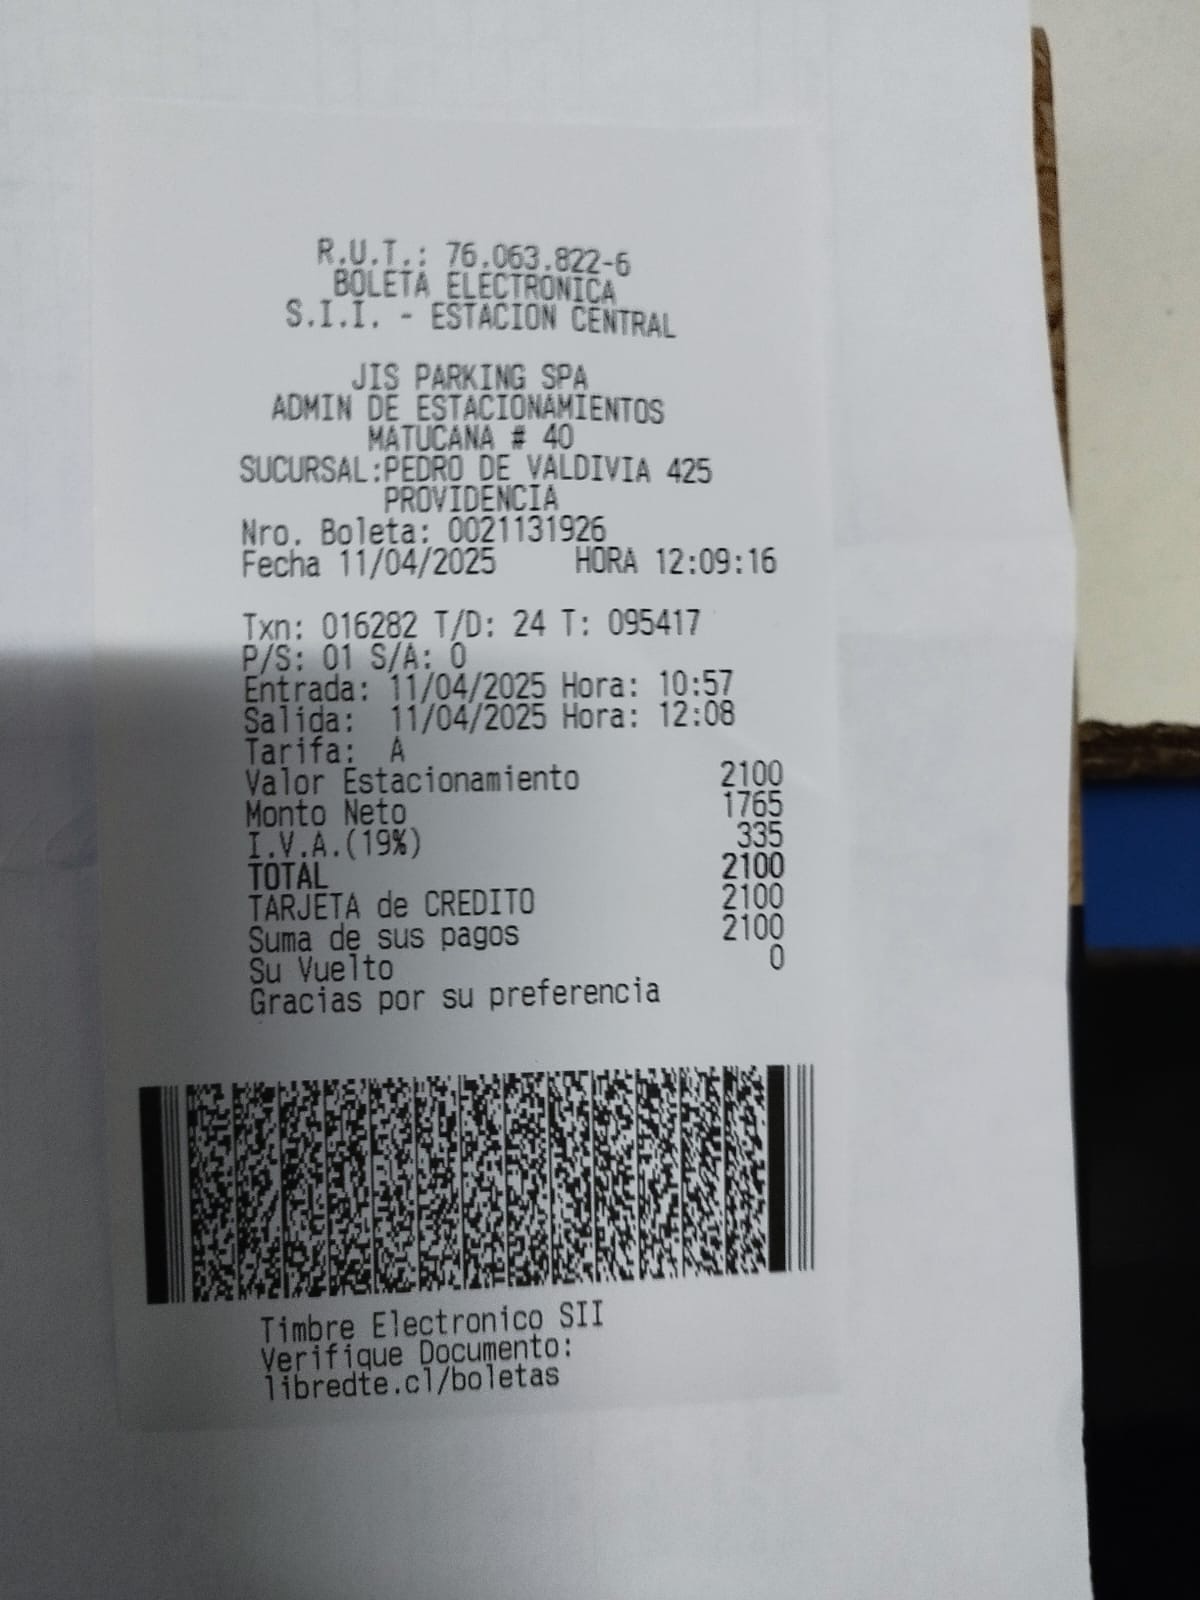 R.U.T.: 76.063.822-6
BOLETA ELECTRONICA
S.I.I. - ESTACION CENTRAL
JIS PARKING SPA
ADMIN DE ESTACIONAMIENTOS
MATUCANA # 40
SUCURSAL:PEDRO DE VALDIVIA 425
PROVIDENCIA
Nro. Boleta: 0021131926
Fecha 11/04/2025 HORA 12:09:16
Txn: 016282 T/D: 24 T: 095417
P/S: 01 S/A: 0
Entrada: 11/04/2025 Hora: 10:57
Salida: 11/04/2025 Hora: 12:08
Tarifa: A
Valor Estacionamiento 2100
Monto Neto 1765
I.V.A.(19%) 335
TOTAL 2100
TARJETA de CREDITO 2100
Suma de sus pagos 2100
Su Vuelto 0
Gracias por su preferencia
Timbre Electronico SII
Verifique Documento:
libredte.cl/boletas